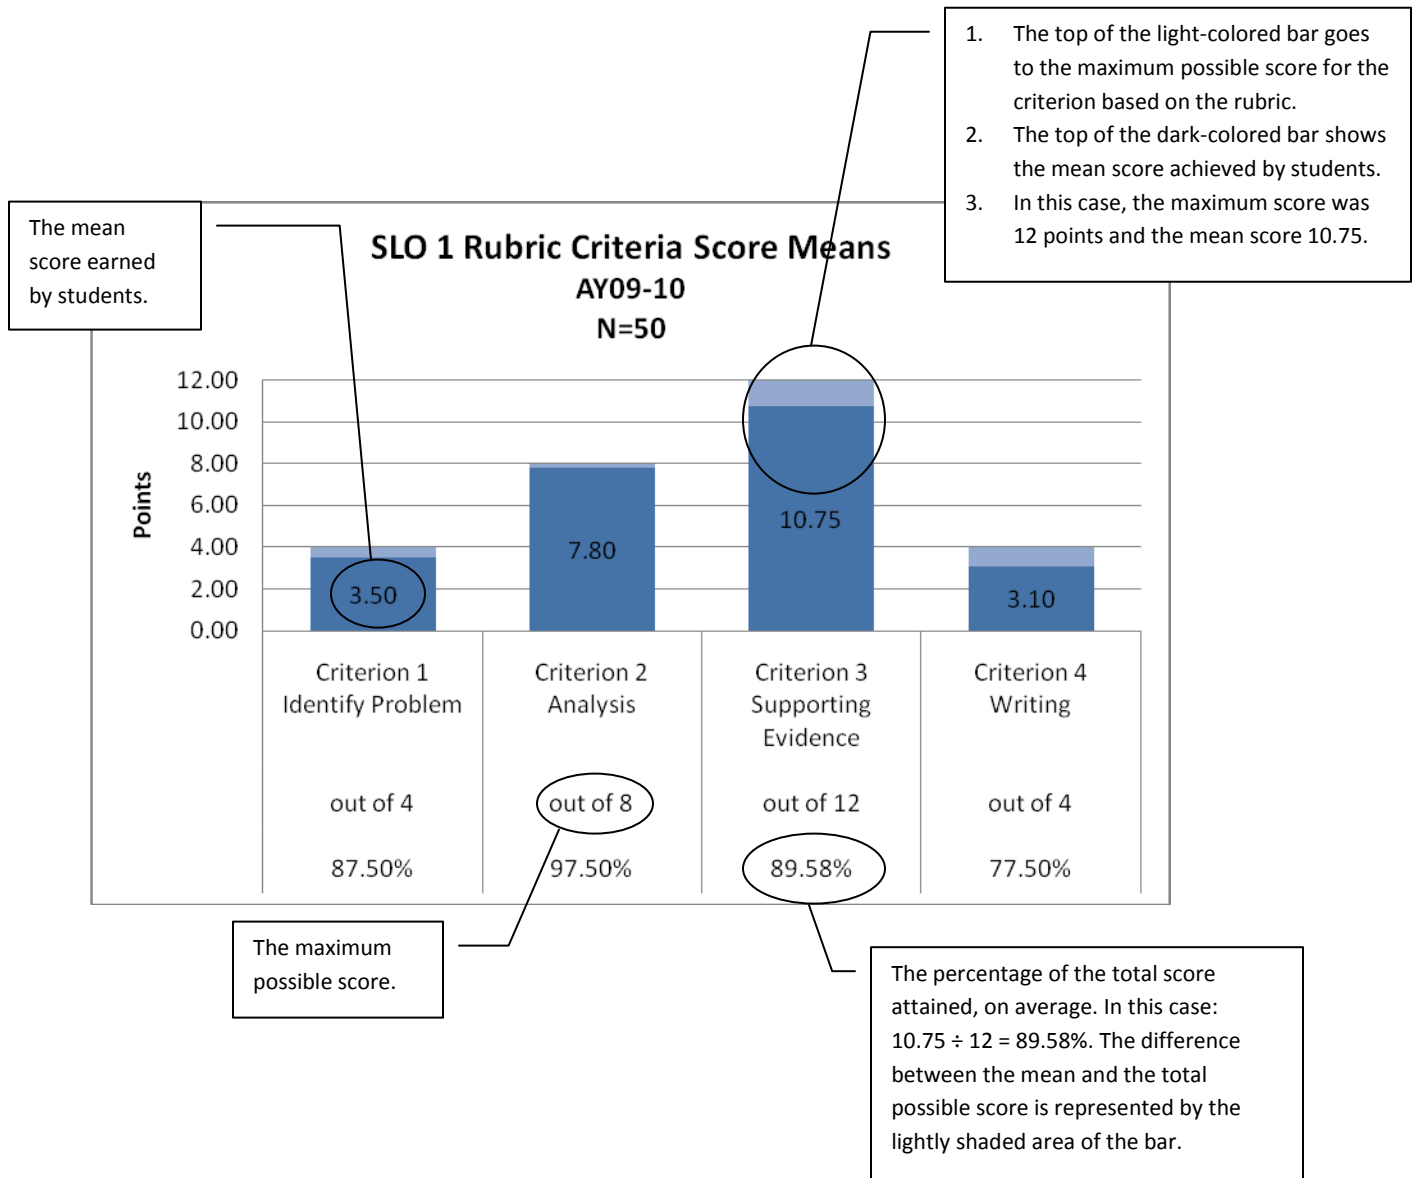 1. The top of the light-colored bar goes
to the maximum possible score for the
criterion based on the rubric.
2. The top of the dark-colored bar shows
the mean score achieved by students.
3. In this case, the maximum score was
12 points and the mean score 10.75.
The mean
score earned
by students.
SLO 1 Rubric Criteria Score Means
AY09-10
N=50
Points
12.00
10.00
8.00
6.00
4.00
2.00
0.00
3.50
7.80
10.75
3.10
Criterion 1
Identify Problem
out of 4
87.50%
Criterion 2
Analysis
out of 8
97.50%
Criterion 3
Supporting
Evidence
out of 12
89.58%
Criterion 4
Writing
out of 4
77.50%
The maximum
possible score.
The percentage of the total score
attained, on average. In this case:
10.75 ÷ 12 = 89.58%. The difference
between the mean and the total
possible score is represented by the
lightly shaded area of the bar.